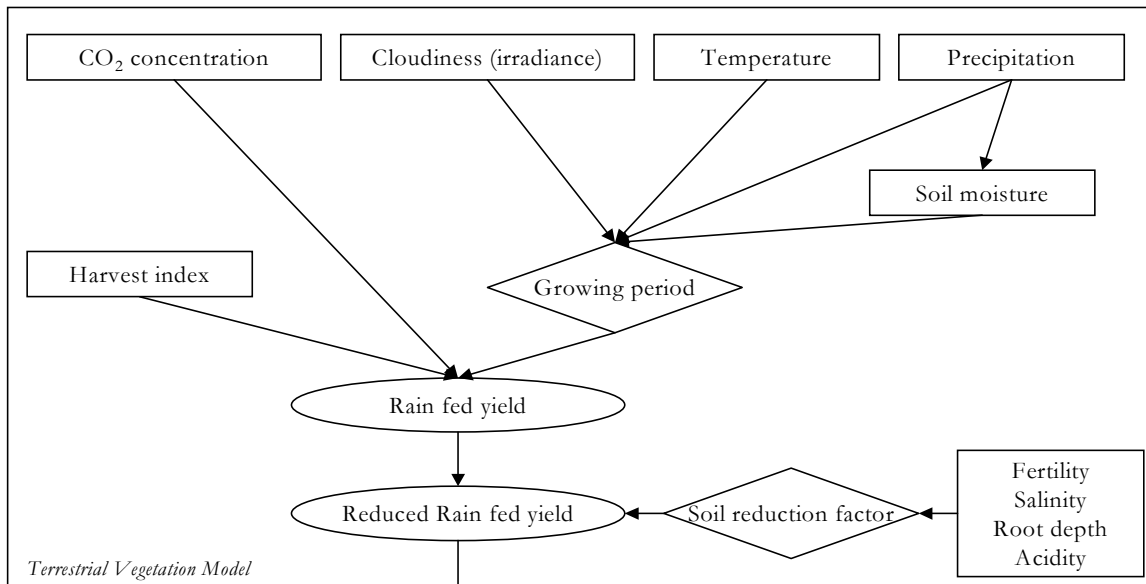 CO₂ concentration
Cloudiness (irradiance)
Temperature
Precipitation
Soil moisture
Harvest index
Growing period
Rain fed yield
Reduced Rain fed yield
Soil reduction factor
Fertility
Salinity
Root depth
Acidity
Terrestrial Vegetation Model